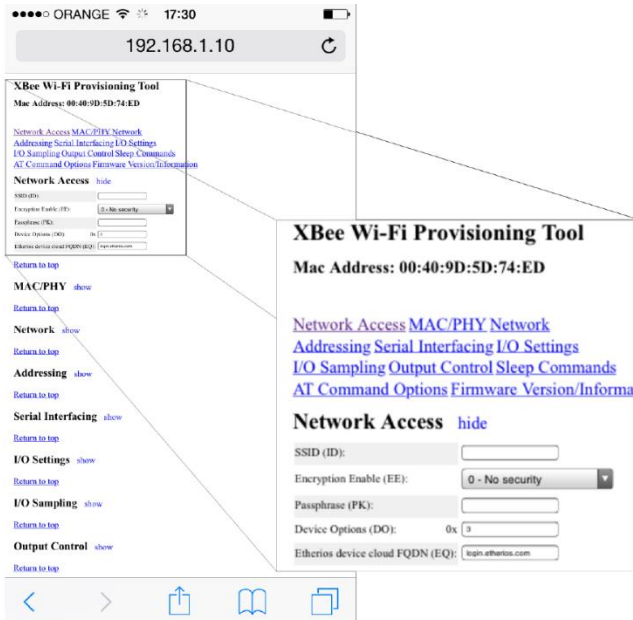 ORANGE 17:30
192.168.1.10
XBee Wi-Fi Provisioning Tool
Mac Address: 00:40:9D:5D:74:ED
Network Access MAC/PHY Network
Addressing Serial Interfacing I/O Settings
I/O Sampling Output Control Sleep Commands
AT Command Options Firmware Version/Information
Network Access hide
SSID (ID):
Encryption Enable (EE): 0 - No security
Passphrase (PK):
Device Options (DO): 0x 3
Etherios device cloud FQDN (EQ): login.etherios.com
Return to top
MAC/PHY show
Return to top
Network show
Return to top
Addressing show
Return to top
Serial Interfacing show
Return to top
I/O Settings show
Return to top
I/O Sampling show
Return to top
Output Control show
Return to top
XBee Wi-Fi Provisioning Tool
Mac Address: 00:40:9D:5D:74:ED
Network Access MAC/PHY Network
Addressing Serial Interfacing I/O Settings
I/O Sampling Output Control Sleep Commands
AT Command Options Firmware Version/Informa
Network Access hide
SSID (ID):
Encryption Enable (EE): 0 - No security
Passphrase (PK):
Device Options (DO): 0x 3
Etherios device cloud FQDN (EQ): login.etherios.com